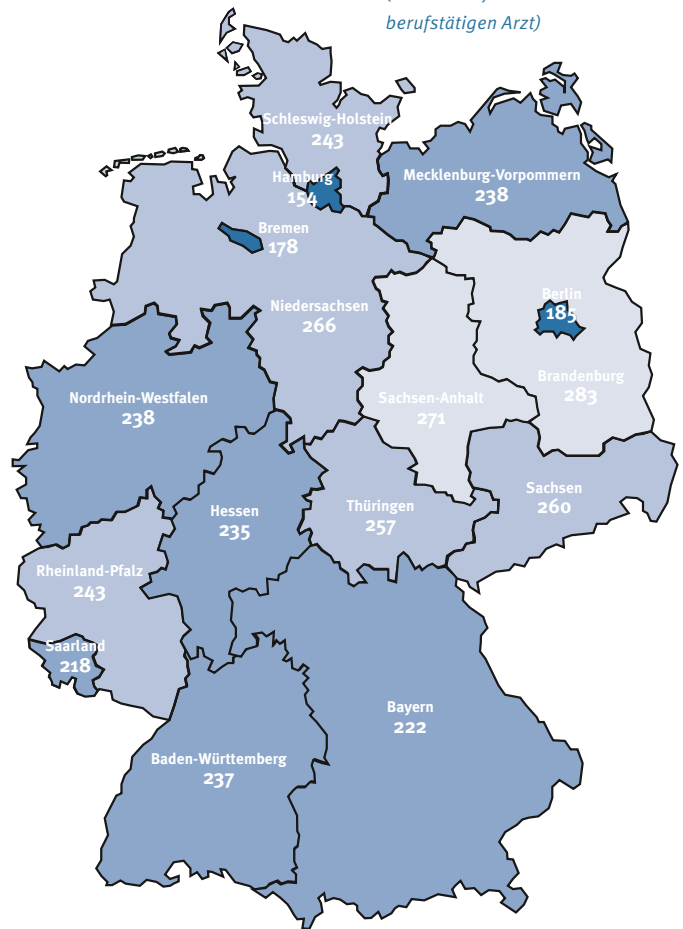 berufstätigen Arzt)
Schleswig-Holstein
243
Hamburg
154
Mecklenburg-Vorpommern
238
Bremen
178
Niedersachsen
266
Berlin
185
Brandenburg
283
Sachsen-Anhalt
271
Nordrhein-Westfalen
238
Hessen
235
Thüringen
257
Sachsen
260
Rheinland-Pfalz
243
Saarland
218
Bayern
222
Baden-Württemberg
237